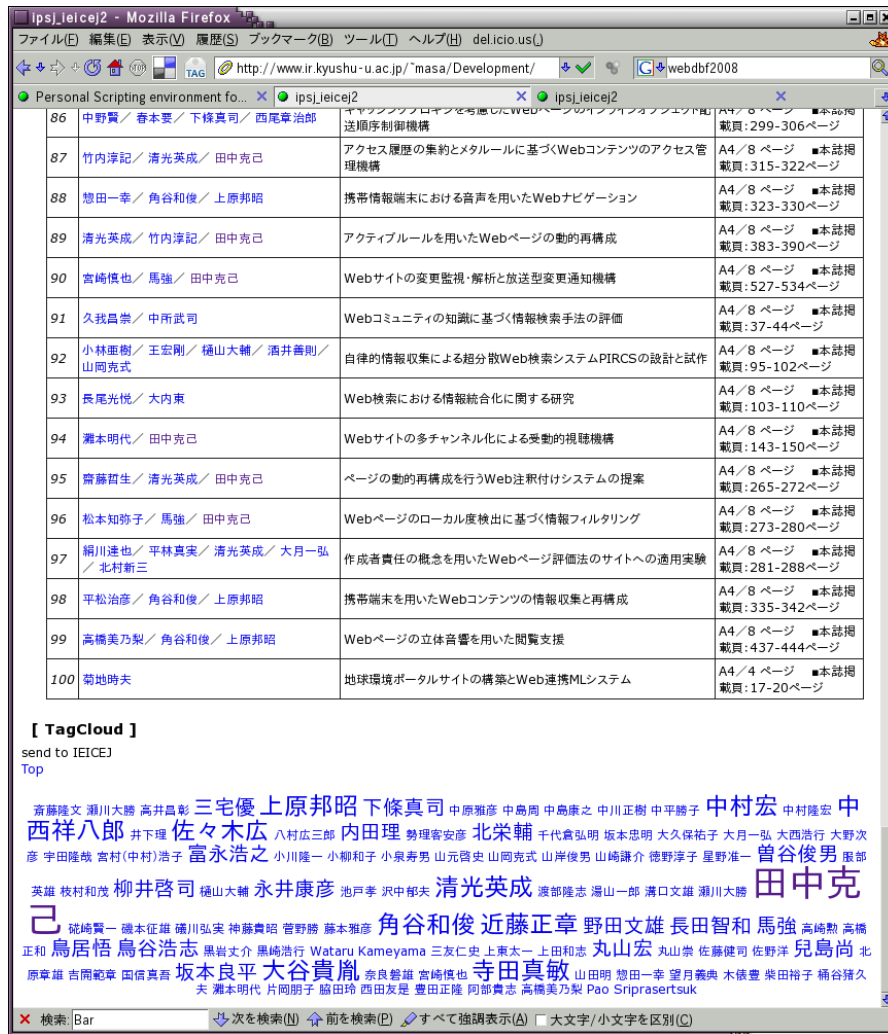 ipsj_ieicej2 - Mozilla Firefox
ファイル(F) 編集(E) 表示(V) 履歴(S) ブックマーク(B) ツール(T) ヘルプ(H) del.icio.us()
TAG http://www.ir.kyushu-u.ac.jp/~masa/Development/ G webdbf2008
Personal Scripting environment fo... ipsj_ieicej2 ipsj_ieicej2
86 中野賢／ 春本要／ 下條真司／ 西尾章治郎 キャッシングプロキシを考慮したWebページのインラインオブジェクト配 A4／8 ページ ■本誌掲
送順序制御機構 載頁:299-306ページ
87 竹内淳記／ 清光英成／ 田中克己 アクセス履歴の集約とメタルールに基づくWebコンテンツのアクセス管 A4／8 ページ ■本誌掲
理機構 載頁:315-322ページ
88 惣田一幸／ 角谷和俊／ 上原邦昭 携帯情報端末における音声を用いたWebナビゲーション A4／8 ページ ■本誌掲
載頁:323-330ページ
89 清光英成／ 竹内淳記／ 田中克己 アクティブルールを用いたWebページの動的再構成 A4／8 ページ ■本誌掲
載頁:383-390ページ
90 宮崎慎也／ 馬強／ 田中克己 Webサイトの変更監視・解析と放送型変更通知機構 A4／8 ページ ■本誌掲
載頁:527-534ページ
91 久我昌崇／ 中所武司 Webコミュニティの知識に基づく情報検索手法の評価 A4／8 ページ ■本誌掲
載頁:37-44ページ
92 小林亜樹／ 王宏剛／ 樋山大輔／ 酒井善則／ 自律的情報収集による超分散Web検索システムPIRCSの設計と試作 A4／8 ページ ■本誌掲
山岡克式 載頁:95-102ページ
93 長尾光悦／ 大内東 Web検索における情報統合化に関する研究 A4／8 ページ ■本誌掲
載頁:103-110ページ
94 灘本明代／ 田中克己 Webサイトの多チャンネル化による受動的視聴機構 A4／8 ページ ■本誌掲
載頁:143-150ページ
95 齋藤哲生／ 清光英成／ 田中克己 ページの動的再構成を行うWeb注釈付けシステムの提案 A4／8 ページ ■本誌掲
載頁:265-272ページ
96 松本知弥子／ 馬強／ 田中克己 Webページのローカル度検出に基づく情報フィルタリング A4／8 ページ ■本誌掲
載頁:273-280ページ
97 絹川達也／ 平林真実／ 清光英成／ 大月一弘 作成者責任の概念を用いたWebページ評価法のサイトへの適用実験 A4／8 ページ ■本誌掲
／ 北村新三 載頁:281-288ページ
98 平松治彦／ 角谷和俊／ 上原邦昭 携帯端末を用いたWebコンテンツの情報収集と再構成 A4／8 ページ ■本誌掲
載頁:335-342ページ
99 高橋美乃梨／ 角谷和俊／ 上原邦昭 Webページの立体音響を用いた閲覧支援 A4／8 ページ ■本誌掲
載頁:437-444ページ
100 菊地時夫 地球環境ポータルサイトの構築とWeb連携MLシステム A4／4 ページ ■本誌掲
載頁:17-20ページ
[ TagCloud ]
send to IEICEJ
Top
斎藤隆文 瀬川大勝 高井昌彰 三宅優 上原邦昭 下條真司 中原雅彦 中島周 中島康之 中川正樹 中平勝子 中村宏 中村隆宏 中
西祥八郎 井下理 佐々木広 八村広三郎 内田理 勢理客安彦 北栄輔 千代倉弘明 坂本忠明 大久保祐子 大月一弘 大西浩行 大野次
彦 宇田隆哉 宮村(中村)浩子 富永浩之 小川隆一 小柳和子 小泉寿男 山元啓史 山岡克式 山岸俊男 山崎謙介 徳野淳子 星野准一 曽谷俊男 服部
英雄 枝村和茂 柳井啓司 樋山大輔 永井康彦 池戸孝 沢中郁夫 清光英成 渡部隆志 湯山一郎 溝口文雄 瀬川大勝 田中克
己 硴崎賢一 磯本征雄 礒川弘実 神藤貴昭 菅野勝 藤本雅彦 角谷和俊 近藤正章 野田文雄 長田智和 馬強 高崎勲 高橋
正和 鳥居悟 鳥谷浩志 黒岩丈介 黒崎浩行 Wataru Kameyama 三友仁史 上東太一 上田和志 丸山宏 丸山崇 佐藤健司 佐野洋 兒島尚 北
原章雄 吉開範章 国信真吾 坂本良平 大谷貴胤 奈良磐雄 宮崎慎也 寺田真敏 山田明 惣田一幸 望月義典 木俵豊 柴田裕子 桶谷猪久
夫 灘本明代 片岡朋子 脇田玲 西田友是 豊田正隆 阿部貴志 高橋美乃梨 Pao Sriprasertsuk
検索: Bar 次を検索(N) 前を検索(P) すべて強調表示(A) 大文字/小文字を区別(C)